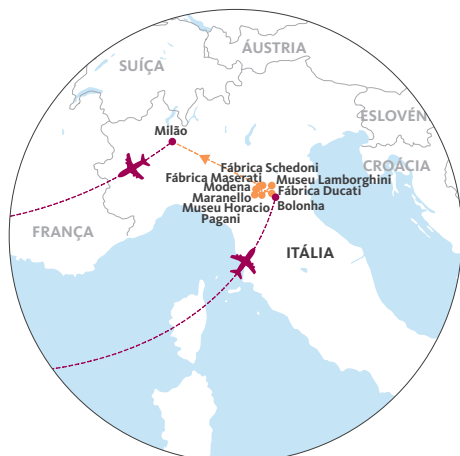 ÁUSTRIA
SUÍÇA
ESLOVÉN
Milão
CROÁCIA
Fábrica Schedoni
Fábrica Maserati
Museu Lamborghini
Modena
Fábrica Ducati
Maranello
Bolonha
Museu Horacio
Pagani
FRANÇA
ITÁLIA